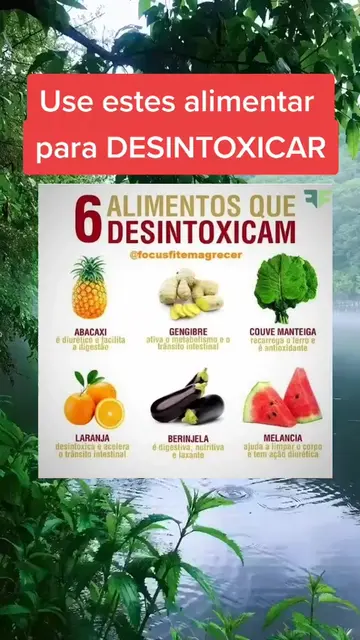 Use estes alimentar
para DESINTOXICAR
6 ALIMENTOS QUE
DESINTOXICAM
@focusfitemagrecer
ABACAXI
é diurético e facilita
a digestão
GENGIBRE
ativa o metabolismo e o
trânsito intestinal
COUVE MANTEIGA
recarrega o ferro e
é antioxidante
LARANJA
desintoxica e acelera
o trânsito intestinal
BERINJELA
é digestiva, nutritiva
e laxante
MELANCIA
ajuda a limpar o corpo
e tem ação diurética